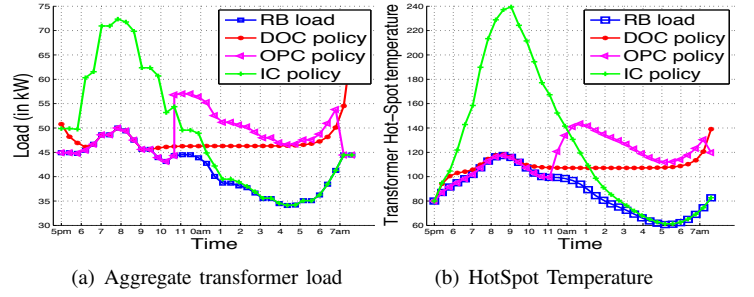 75
70
65
60
55
50
45
40
35
30
Load (in kW)
5pm 6 7 8 9 10 11 0am 1 2 3 4 5 6 7am
Time
RB load
DOC policy
OPC policy
IC policy
(a) Aggregate transformer load
240
220
200
180
160
140
120
100
80
60
Transformer Hot-Spot temperature
5pm 6 7 8 9 10 11 0am 1 2 3 4 5 6 7am
Time
RB load
DOC policy
OPC policy
IC policy
(b) HotSpot Temperature